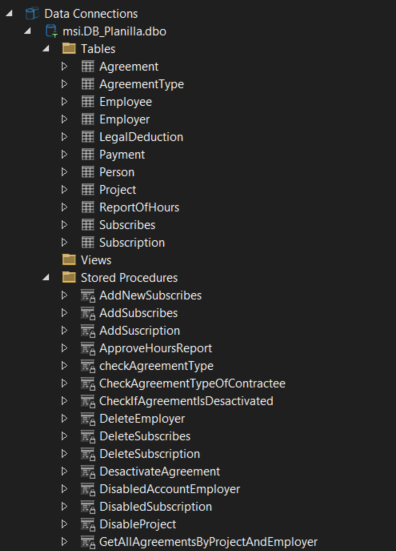 Data Connections
msi.DB_Planilla.dbo
Tables
Agreement
AgreementType
Employee
Employer
LegalDeduction
Payment
Person
Project
ReportOfHours
Subscribes
Subscription
Views
Stored Procedures
AddNewSubscribes
AddSubscribes
AddSuscription
ApproveHoursReport
checkAgreementType
CheckAgreementTypeOfContractee
CheckIfAgreementIsDesactivated
DeleteEmployer
DeleteSubscribes
DeleteSubscription
DesactivateAgreement
DisabledAccountEmployer
DisabledSubscription
DisableProject
GetAllAgreementsByProjectAndEmployer